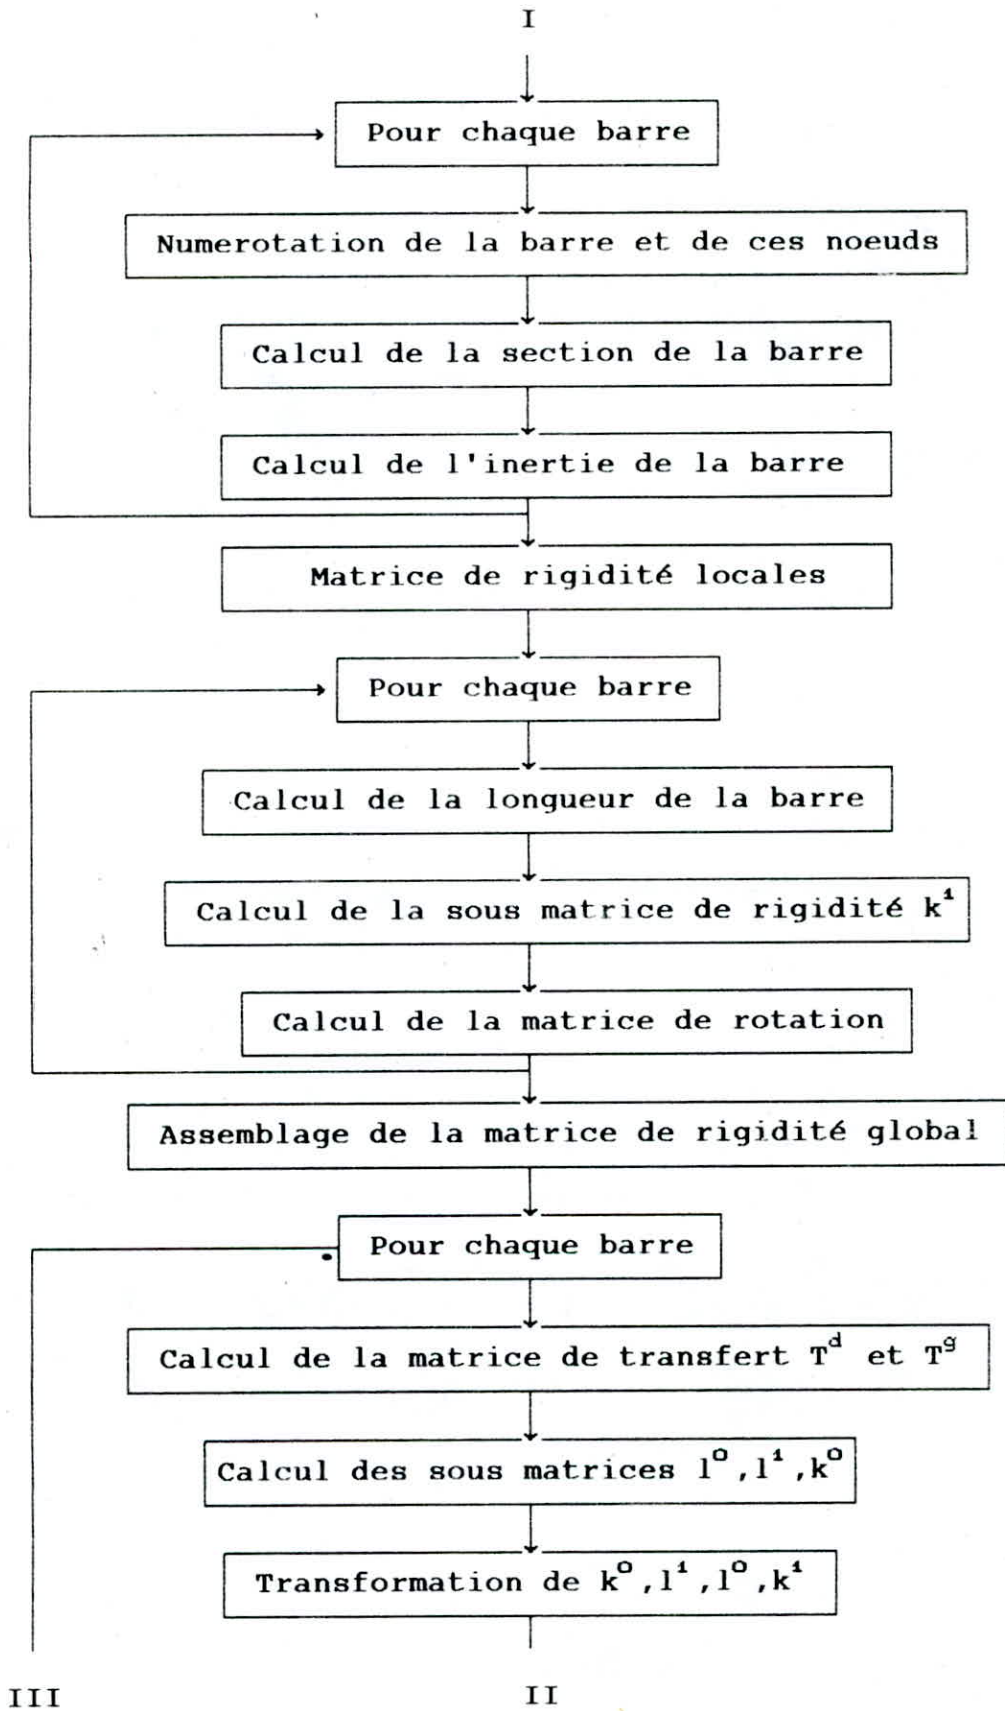 I
Pour chaque barre
Numerotation de la barre et de ces noeuds
Calcul de la section de la barre
Calcul de l'inertie de la barre
Matrice de rigidité locales
Pour chaque barre
Calcul de la longueur de la barre
Calcul de la sous matrice de rigidité k¹
Calcul de la matrice de rotation
Assemblage de la matrice de rigidité global
Pour chaque barre
Calcul de la matrice de transfert Tᵈ et Tᵍ
Calcul des sous matrices l⁰,l¹,k⁰
Transformation de k⁰,l¹,l⁰,k¹
III II